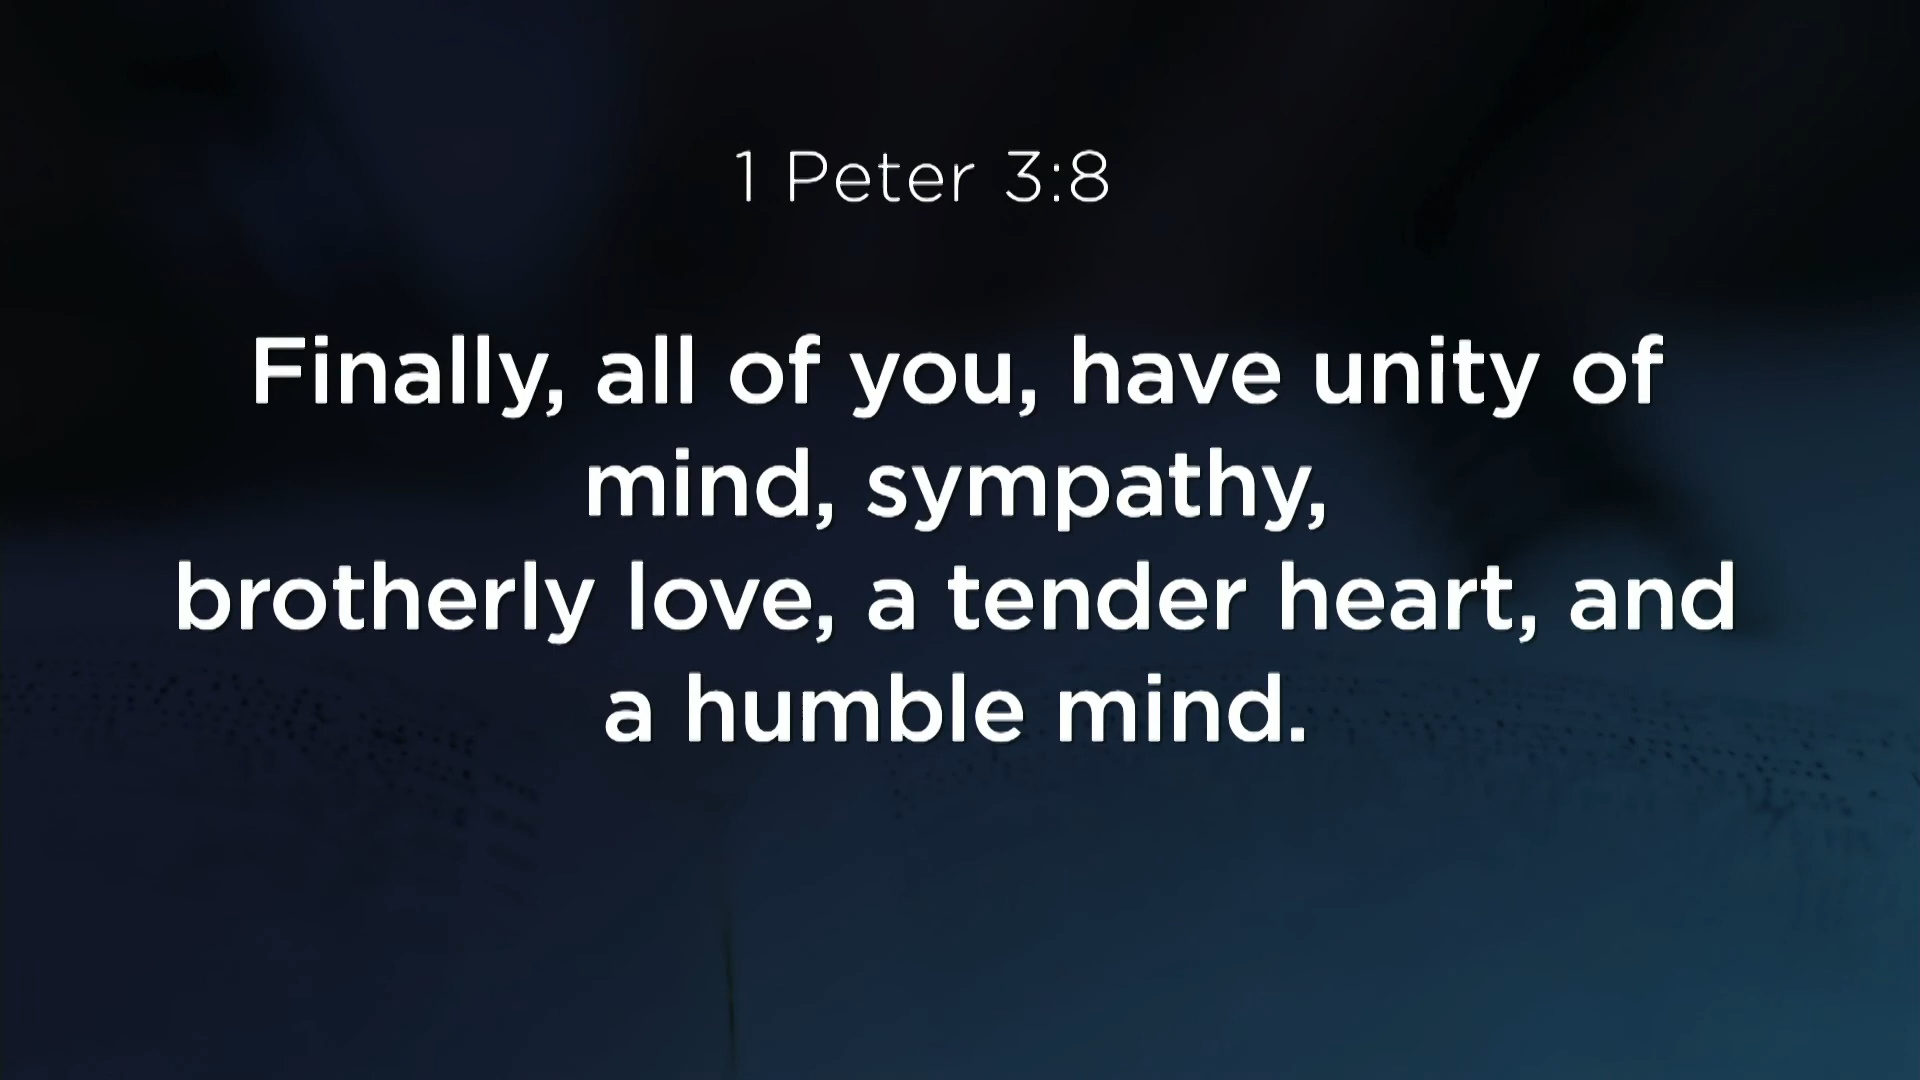 1 Peter 3:8
Finally, all of you, have unity of
mind, sympathy,
brotherly love, a tender heart, and
a humble mind.